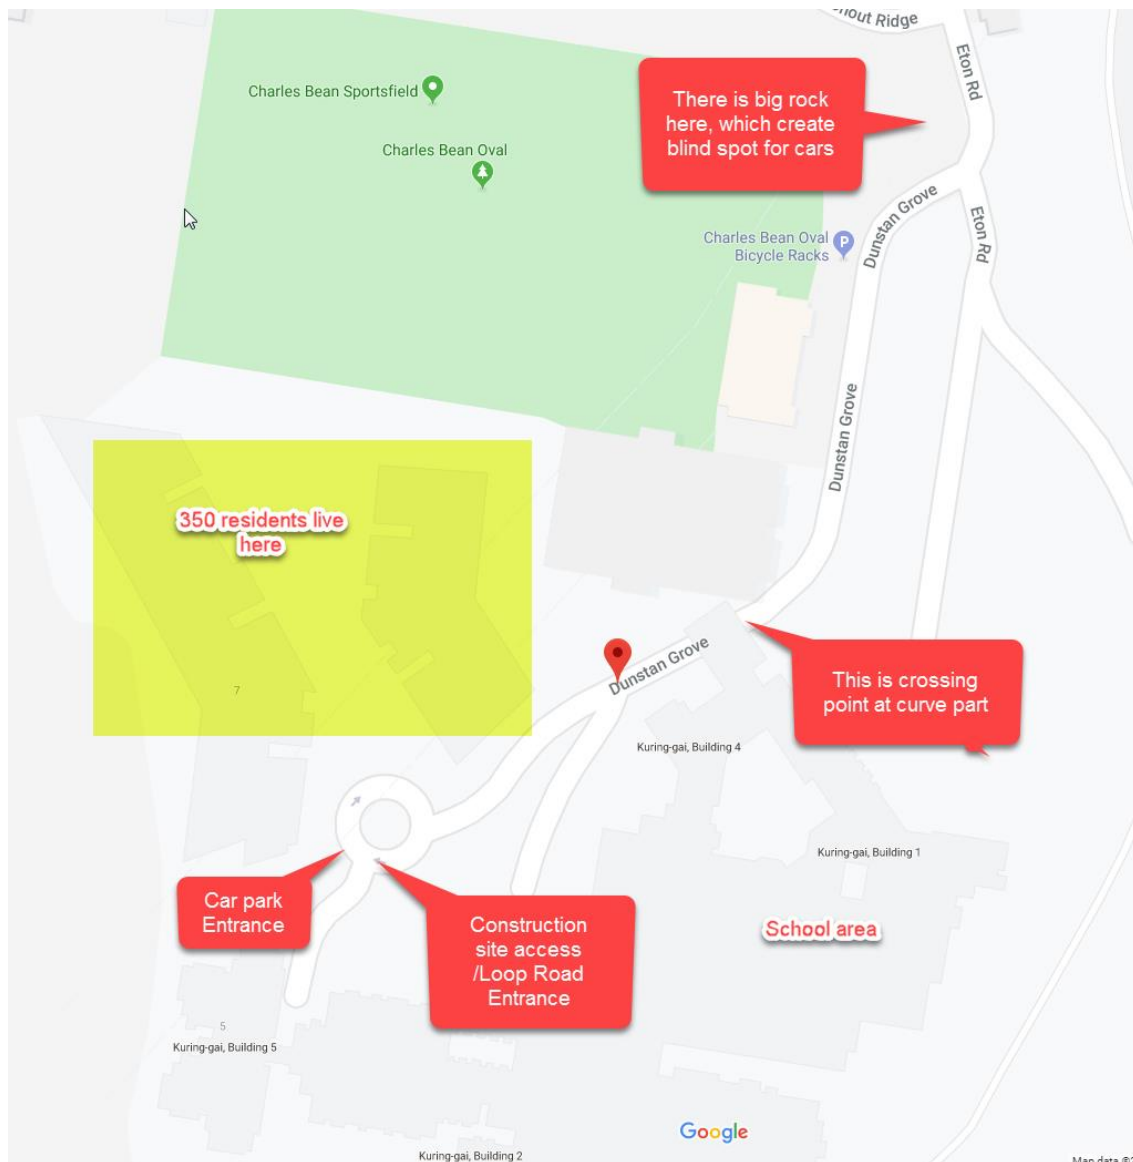 nout Ridge
Eton Rd
Charles Bean Sportsfield
There is big rock
here, which create
blind spot for cars
Charles Bean Oval
Dunstan Grove
Eton Rd
Charles Bean Oval
Bicycle Racks
P
Dunstan Grove
350 residents live
here
Dunstan Grove
This is crossing
point at curve part
7
Kuring-gai, Building 4
Kuring-gai, Building 1
Car park
Entrance
Construction
site access
/Loop Road
Entrance
School area
5
Kuring-gai, Building 5
Google
Kuring-gai, Building 2
Map data ©2